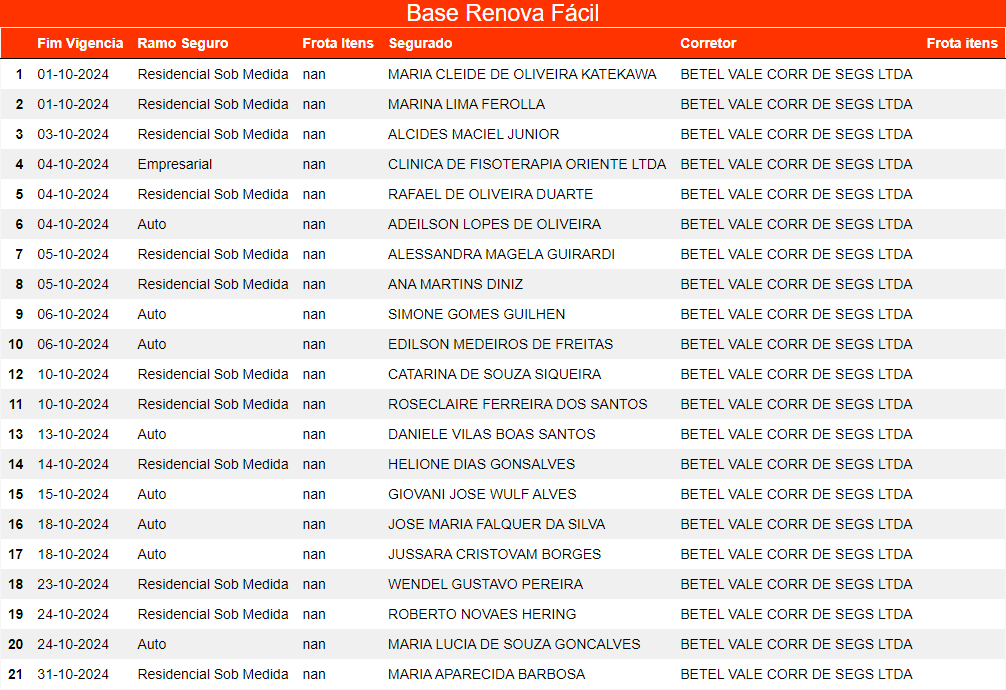 Base Renova Fácil
Fim Vigencia Ramo Seguro Frota Itens Segurado Corretor Frota itens
1 01-10-2024 Residencial Sob Medida nan MARIA CLEIDE DE OLIVEIRA KATEKAWA BETEL VALE CORR DE SEGS LTDA
2 01-10-2024 Residencial Sob Medida nan MARINA LIMA FEROLLA BETEL VALE CORR DE SEGS LTDA
3 03-10-2024 Residencial Sob Medida nan ALCIDES MACIEL JUNIOR BETEL VALE CORR DE SEGS LTDA
4 04-10-2024 Empresarial nan CLINICA DE FISOTERAPIA ORIENTE LTDA BETEL VALE CORR DE SEGS LTDA
5 04-10-2024 Residencial Sob Medida nan RAFAEL DE OLIVEIRA DUARTE BETEL VALE CORR DE SEGS LTDA
6 04-10-2024 Auto nan ADEILSON LOPES DE OLIVEIRA BETEL VALE CORR DE SEGS LTDA
7 05-10-2024 Residencial Sob Medida nan ALESSANDRA MAGELA GUIRARDI BETEL VALE CORR DE SEGS LTDA
8 05-10-2024 Residencial Sob Medida nan ANA MARTINS DINIZ BETEL VALE CORR DE SEGS LTDA
9 06-10-2024 Auto nan SIMONE GOMES GUILHEN BETEL VALE CORR DE SEGS LTDA
10 06-10-2024 Auto nan EDILSON MEDEIROS DE FREITAS BETEL VALE CORR DE SEGS LTDA
12 10-10-2024 Residencial Sob Medida nan CATARINA DE SOUZA SIQUEIRA BETEL VALE CORR DE SEGS LTDA
11 10-10-2024 Residencial Sob Medida nan ROSECLAIRE FERREIRA DOS SANTOS BETEL VALE CORR DE SEGS LTDA
13 13-10-2024 Auto nan DANIELE VILAS BOAS SANTOS BETEL VALE CORR DE SEGS LTDA
14 14-10-2024 Residencial Sob Medida nan HELIONE DIAS GONSALVES BETEL VALE CORR DE SEGS LTDA
15 15-10-2024 Auto nan GIOVANI JOSE WULF ALVES BETEL VALE CORR DE SEGS LTDA
16 18-10-2024 Auto nan JOSE MARIA FALQUER DA SILVA BETEL VALE CORR DE SEGS LTDA
17 18-10-2024 Auto nan JUSSARA CRISTOVAM BORGES BETEL VALE CORR DE SEGS LTDA
18 23-10-2024 Residencial Sob Medida nan WENDEL GUSTAVO PEREIRA BETEL VALE CORR DE SEGS LTDA
19 24-10-2024 Residencial Sob Medida nan ROBERTO NOVAES HERING BETEL VALE CORR DE SEGS LTDA
20 24-10-2024 Auto nan MARIA LUCIA DE SOUZA GONCALVES BETEL VALE CORR DE SEGS LTDA
21 31-10-2024 Residencial Sob Medida nan MARIA APARECIDA BARBOSA BETEL VALE CORR DE SEGS LTDA